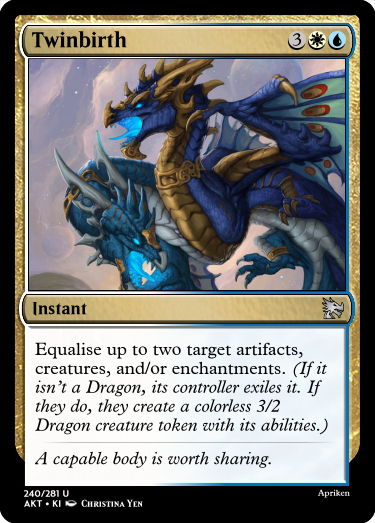 Twinbirth 3
Instant
Equalise up to two target artifacts,
creatures, and/or enchantments. (If it
isn't a Dragon, its controller exiles it. If
they do, they create a colorless 3/2
Dragon creature token with its abilities.)
A capable body is worth sharing.
240/281 U Apriken
AKT • KI Christina Yen